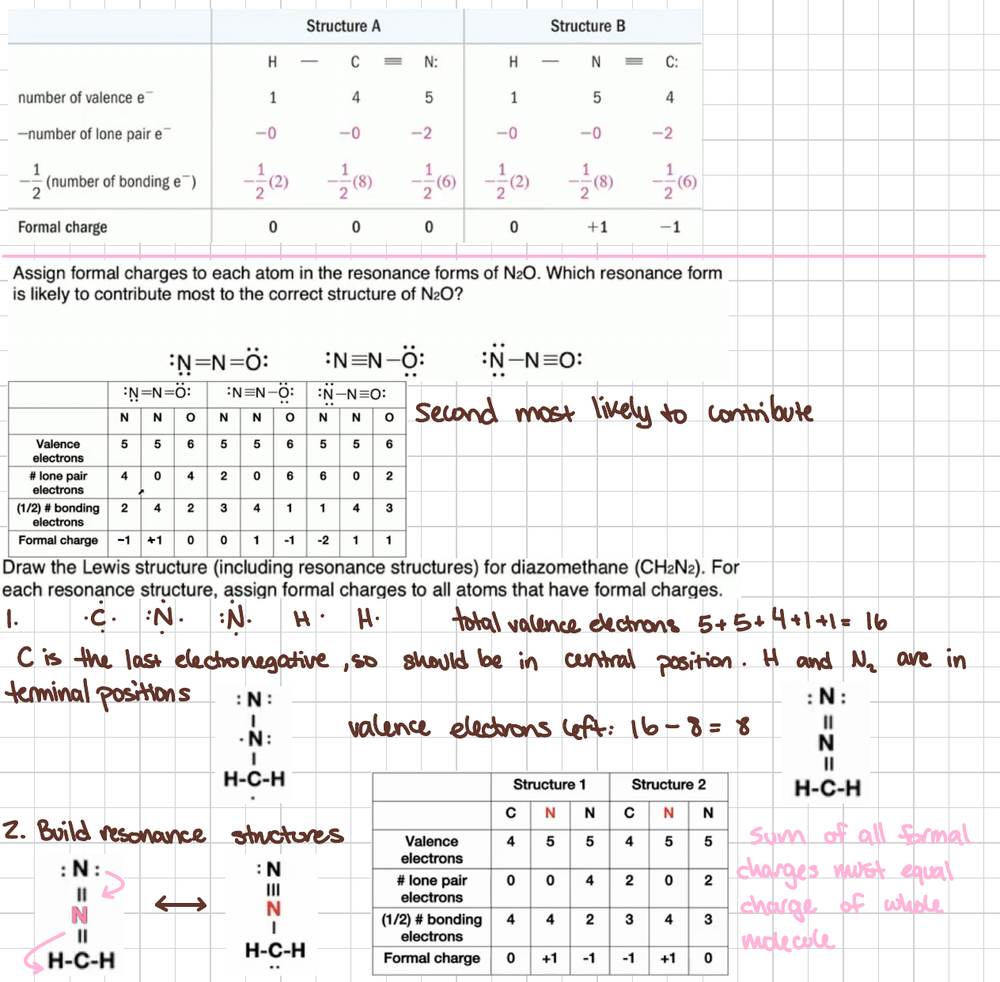 Structure A Structure B
H — C ≡ N: H — N ≡ C:
number of valence e⁻ 1 4 5 1 5 4
−number of lone pair e⁻ −0 −0 −2 −0 −0 −2
−1/2 (number of bonding e⁻) −1/2(2) −1/2(8) −1/2(6) −1/2(2) −1/2(8) −1/2(6)
Formal charge 0 0 0 0 +1 −1
Assign formal charges to each atom in the resonance forms of N₂O. Which resonance form
is likely to contribute most to the correct structure of N₂O?
:N̤=N=Ö: :N≡N–Ö̤: :N̤̈–N≡O:
:N̤=N=Ö: :N≡N–Ö̤: :N̤̈–N≡O:
N N O N N O N N O
Valence electrons 5 5 6 5 5 6 5 5 6
# lone pair electrons 4 0 4 2 0 6 6 0 2
(1/2) # bonding electrons 2 4 2 3 4 1 1 4 3
Formal charge −1 +1 0 0 1 -1 -2 1 1
Second most likely to contribute
Draw the Lewis structure (including resonance structures) for diazomethane (CH₂N₂). For
each resonance structure, assign formal charges to all atoms that have formal charges.
1. ·Ċ· :Ṇ̇· :Ṇ̇· H· H· total valence electrons 5+5+4+1+1= 16
C is the last electronegative, so should be in central position. H and N₂ are in
terminal positions
:N:
|
·N:
|
H-C-H
·
valence electrons left: 16-8= 8
:N:
||
N
||
H-C-H
2. Build resonance structures
:N:
||
N
||
H-C-H
↔
:N
|||
N
|
H-C-H
··
Structure 1 Structure 2
C N N C N N
Valence electrons 4 5 5 4 5 5
# lone pair electrons 0 0 4 2 0 2
(1/2) # bonding electrons 4 4 2 3 4 3
Formal charge 0 +1 -1 -1 +1 0
sum of all formal
charges must equal
charge of whole
molecule